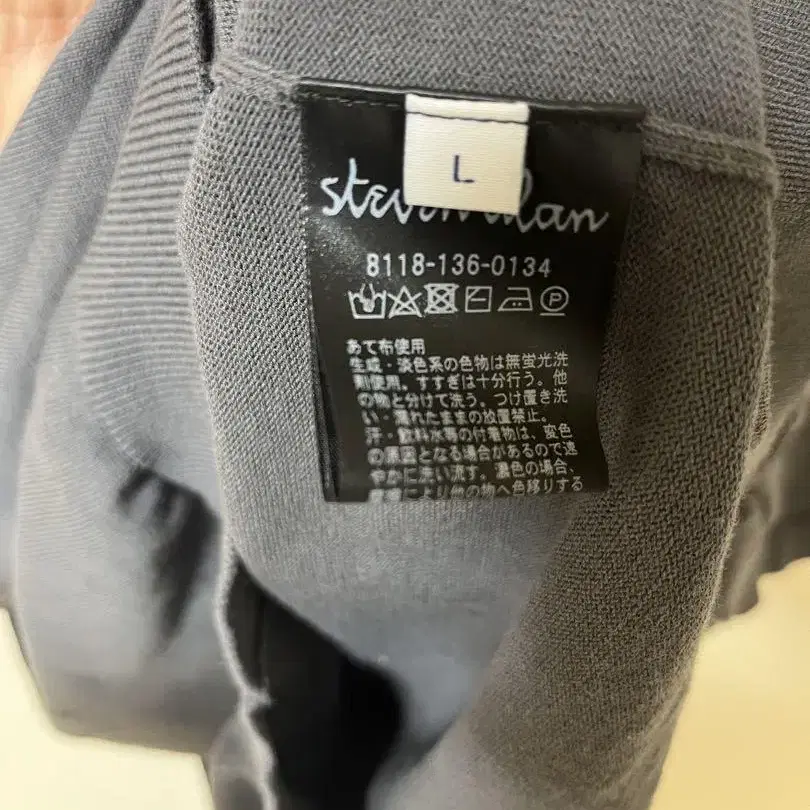 L
steven alan
8118-136-0134
あて布使用
生成・淡色系の色物は無蛍光洗
剤使用。すすぎは十分行う。他
の物と分けて洗う。つけ置き洗
い・濡れたままの放置禁止。
汗・飲料水等の付着物は、変色
の原因となる場合があるので速
やかに洗い流す。濃色の場合、
により他の物へ色移りする